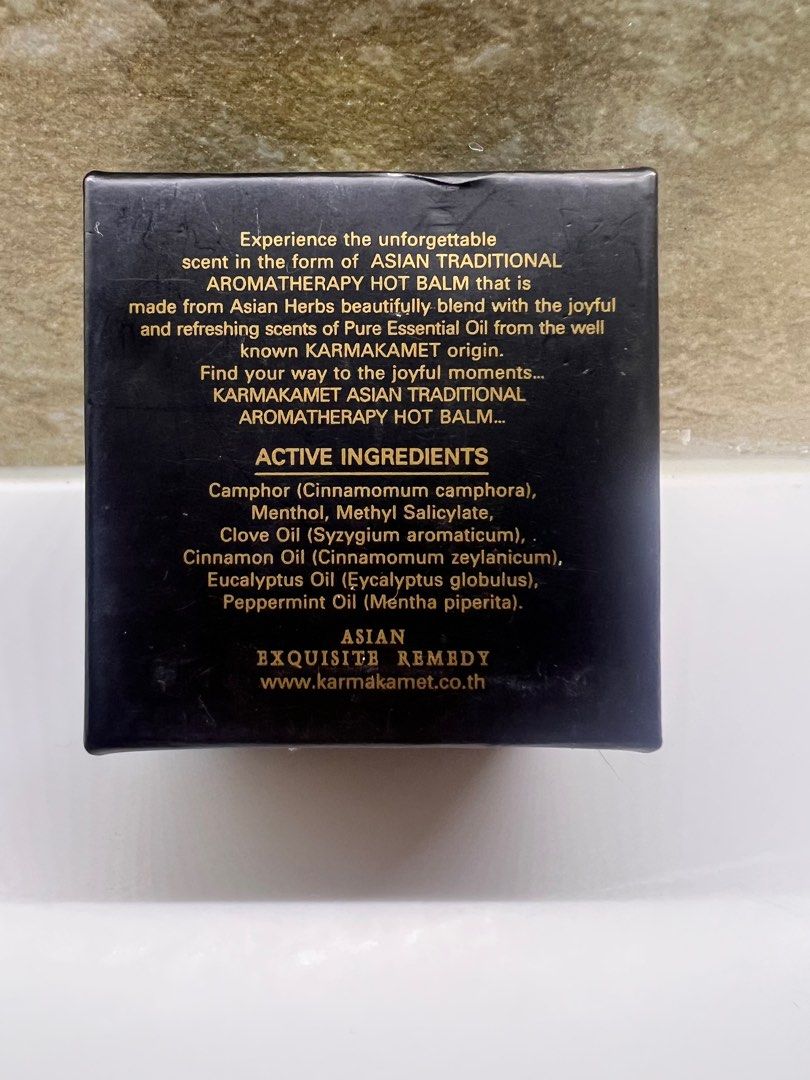 Experience the unforgettable
scent in the form of ASIAN TRADITIONAL
AROMATHERAPY HOT BALM that is
made from Asian Herbs beautifully blend with the joyful
and refreshing scents of Pure Essential Oil from the well
known KARMAKAMET origin.
Find your way to the joyful moments...
KARMAKAMET ASIAN TRADITIONAL
AROMATHERAPY HOT BALM...
ACTIVE INGREDIENTS
Camphor (Cinnamomum camphora),
Menthol, Methyl Salicylate,
Clove Oil (Syzygium aromaticum),
Cinnamon Oil (Cinnamomum zeylanicum),
Eucalyptus Oil (Eycalyptus globulus),
Peppermint Oil (Mentha piperita).
ASIAN
EXQUISITE REMEDY
www.karmakamet.co.th